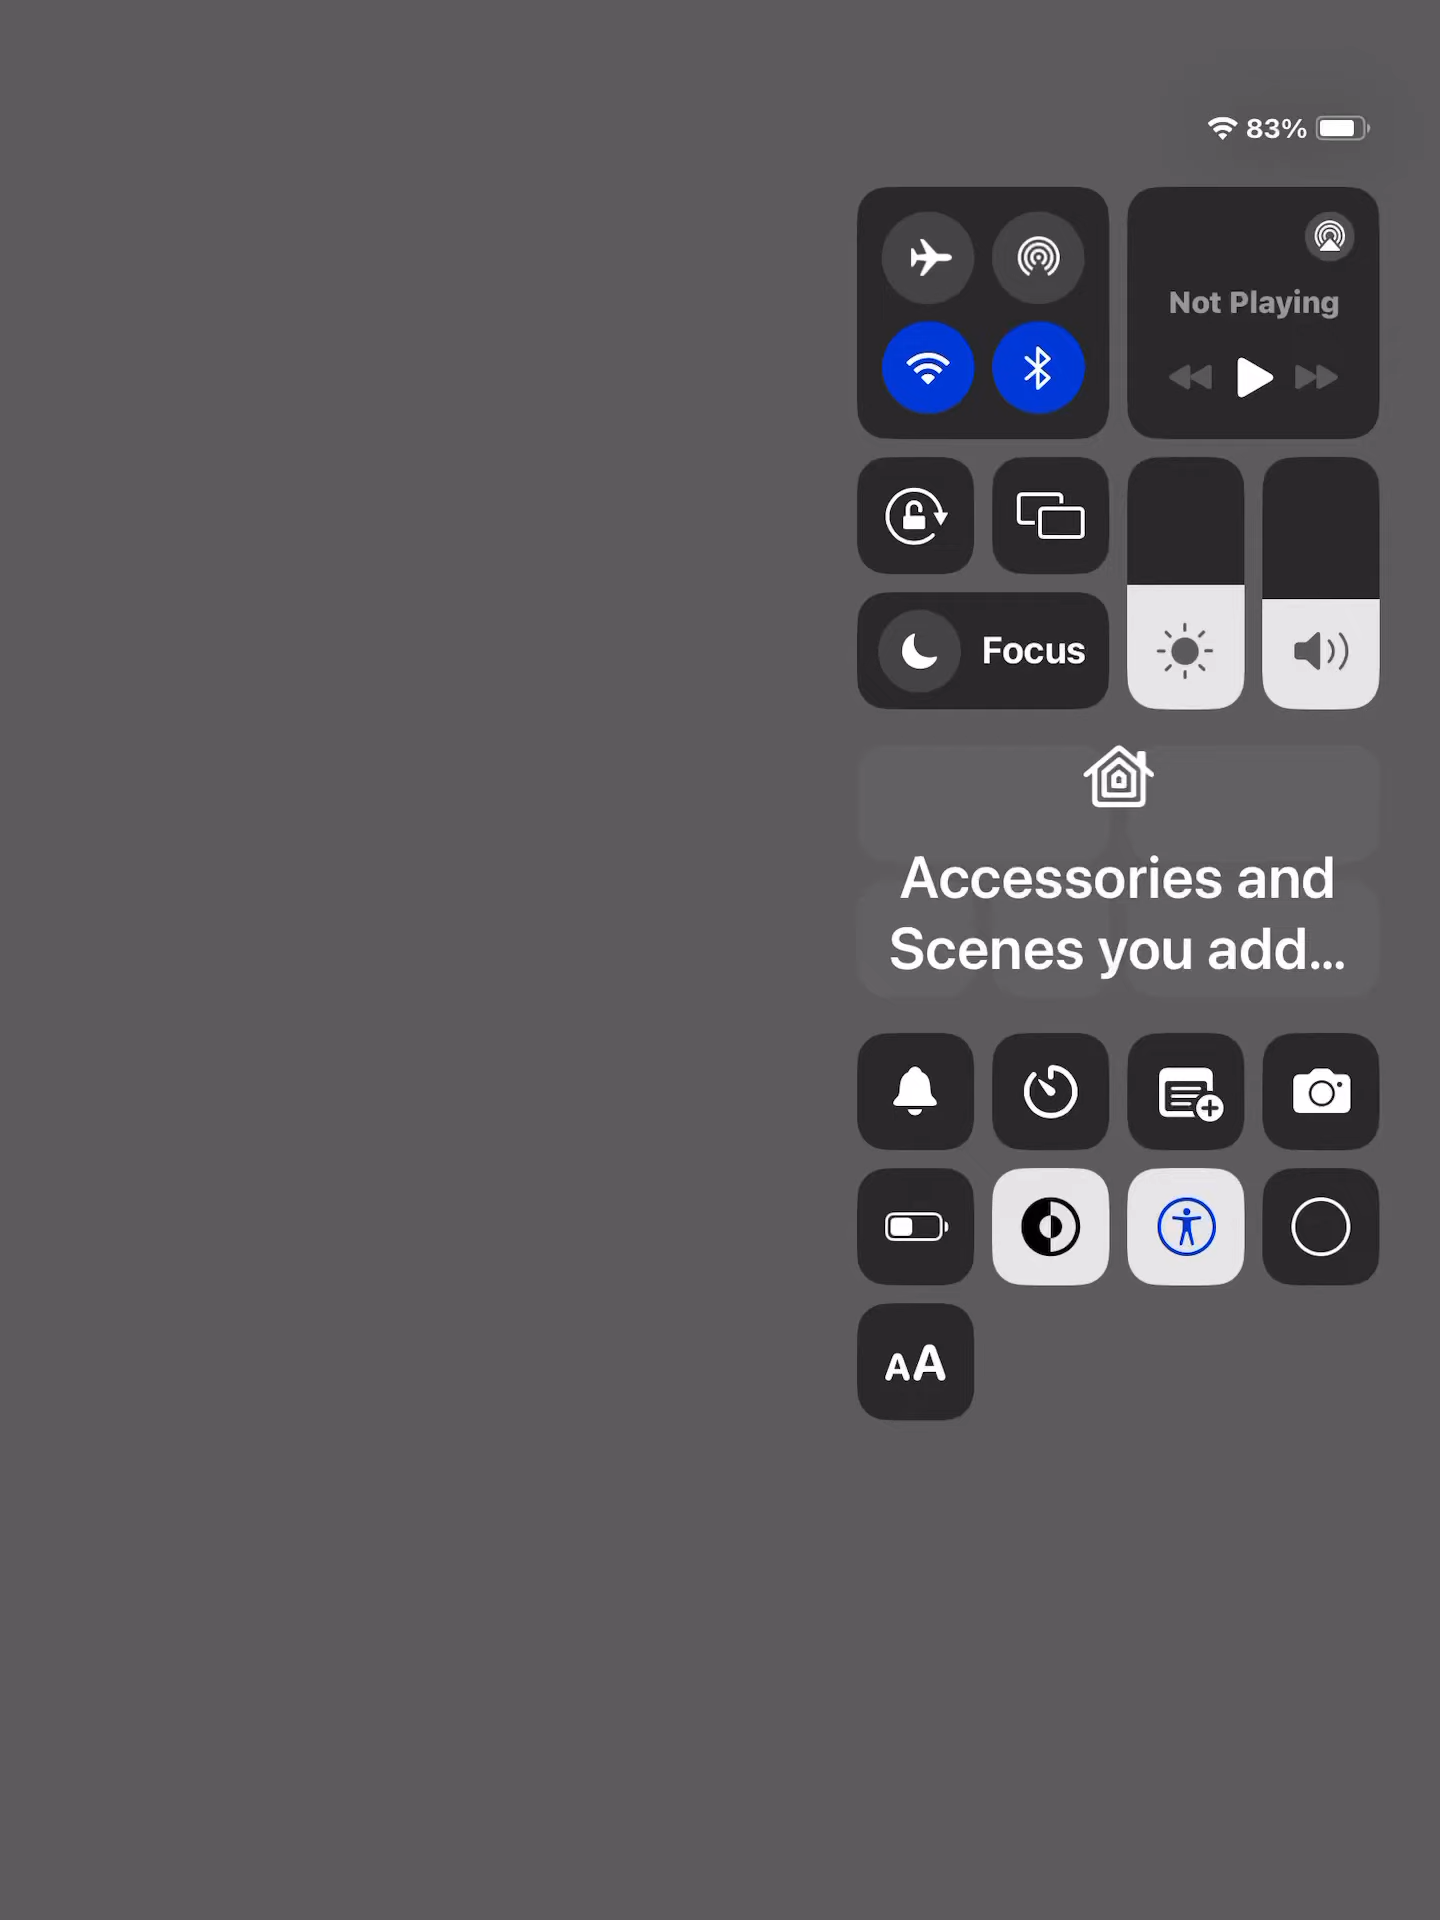 83%
Not Playing
Focus
Accessories and
Scenes you add...
AA